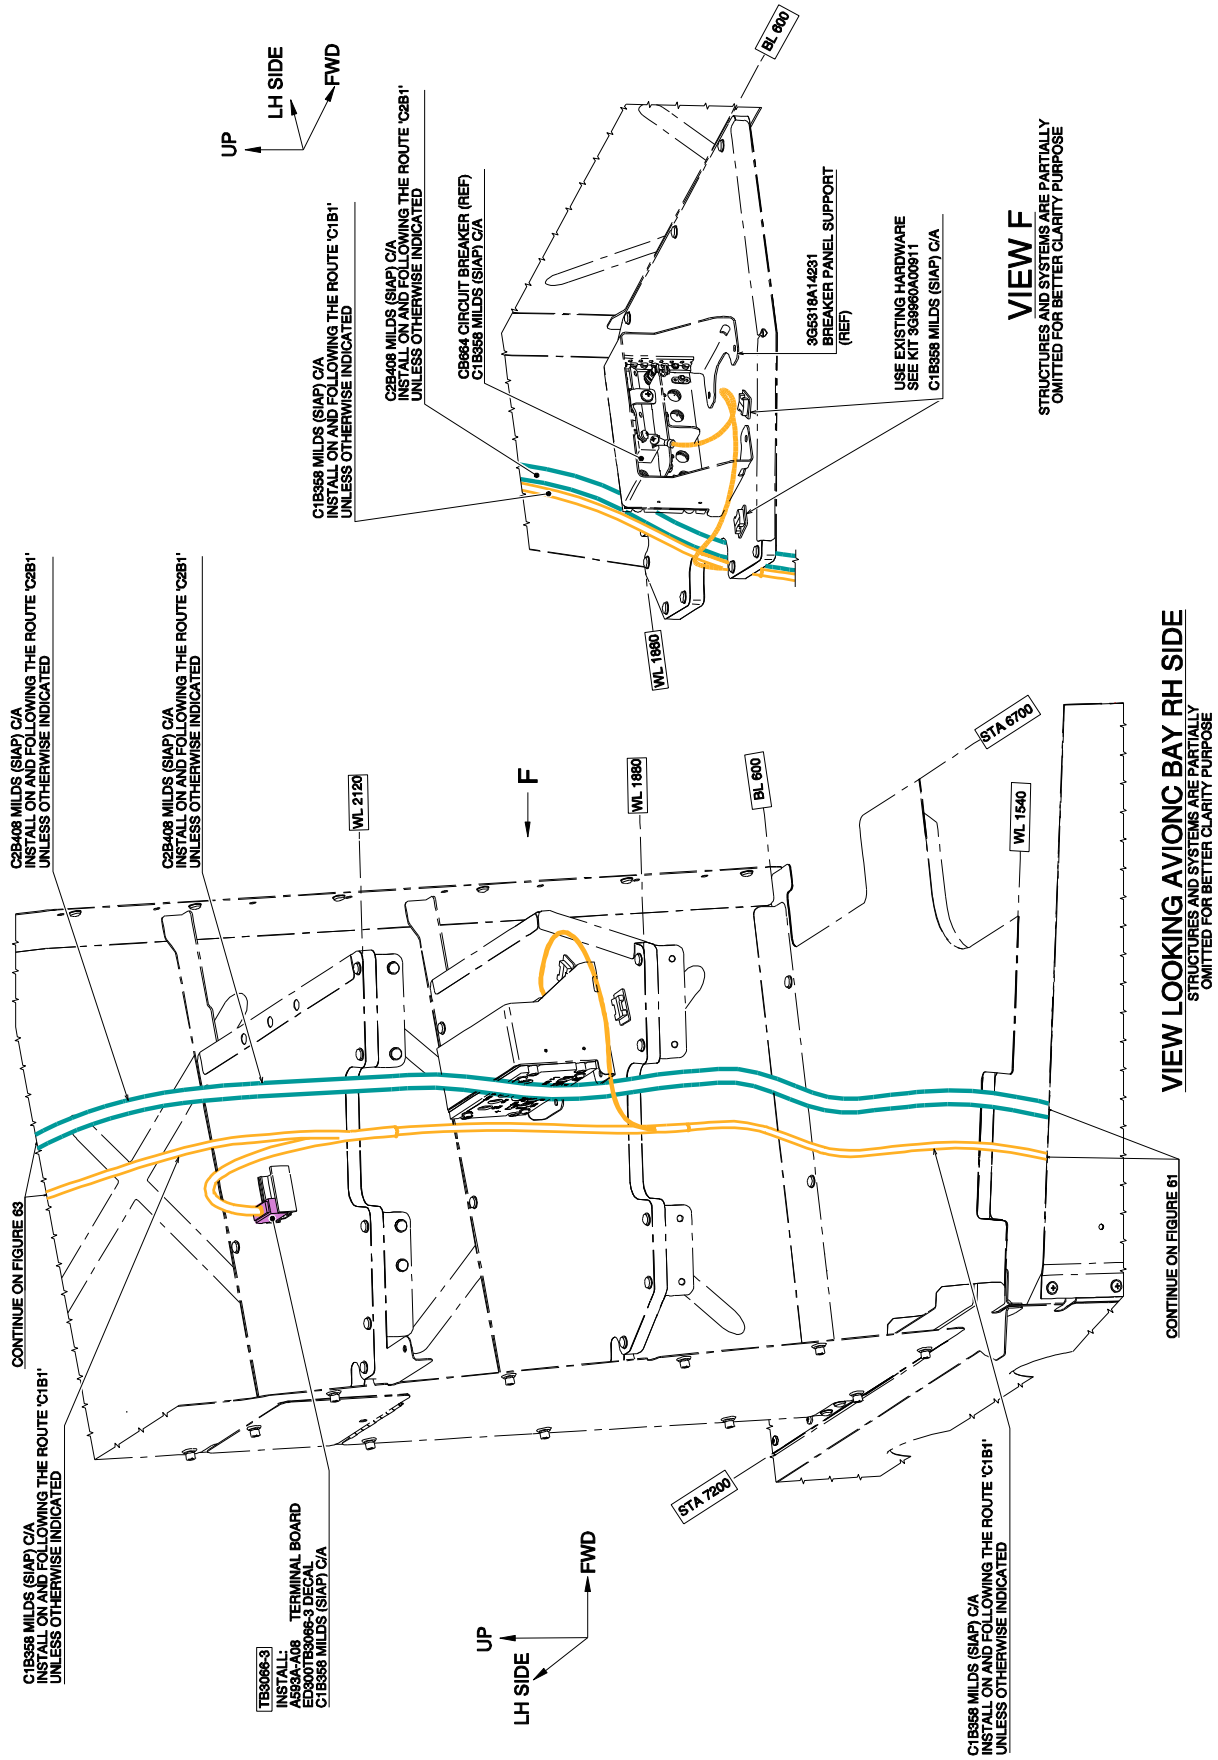 C1B358 MILDS (SIAP) C/A
INSTALL ON AND FOLLOWING THE ROUTE 'C1B1'
UNLESS OTHERWISE INDICATED
CONTINUE ON FIGURE 63
C2B408 MILDS (SIAP) C/A
INSTALL ON AND FOLLOWING THE ROUTE 'C2B1'
UNLESS OTHERWISE INDICATED
C2B408 MILDS (SIAP) C/A
INSTALL ON AND FOLLOWING THE ROUTE 'C2B1'
UNLESS OTHERWISE INDICATED
TB3066-3
INSTALL:
A593A-A08 TERMINAL BOARD
ED300TB3066-3 DECAL
C1B358 MILDS (SIAP) C/A
WL 2120
F
WL 1880
BL 600
STA 6700
WL 1540
STA 7200
UP
LH SIDE
FWD
C1B358 MILDS (SIAP) C/A
INSTALL ON AND FOLLOWING THE ROUTE 'C1B1'
UNLESS OTHERWISE INDICATED
CONTINUE ON FIGURE 61
VIEW LOOKING AVIONC BAY RH SIDE
STRUCTURES AND SYSTEMS ARE PARTIALLY
OMITTED FOR BETTER CLARITY PURPOSE
UP
LH SIDE
FWD
C1B358 MILDS (SIAP) C/A
INSTALL ON AND FOLLOWING THE ROUTE 'C1B1'
UNLESS OTHERWISE INDICATED
C2B408 MILDS (SIAP) C/A
INSTALL ON AND FOLLOWING THE ROUTE 'C2B1'
UNLESS OTHERWISE INDICATED
CB664 CIRCUIT BREAKER (REF)
C1B358 MILDS (SIAP) C/A
BL 600
WL 1880
3G5318A14231
BREAKER PANEL SUPPORT
(REF)
USE EXISTING HARDWARE
SEE KIT 3G9960A00911
C1B358 MILDS (SIAP) C/A
VIEW F
STRUCTURES AND SYSTEMS ARE PARTIALLY
OMITTED FOR BETTER CLARITY PURPOSE